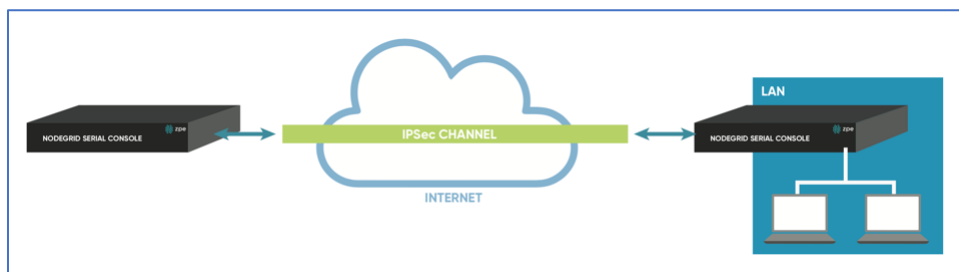 LAN
zpe
NODEGRID SERIAL CONSOLE
IPSec CHANNEL
zpe
NODEGRID SERIAL CONSOLE
INTERNET